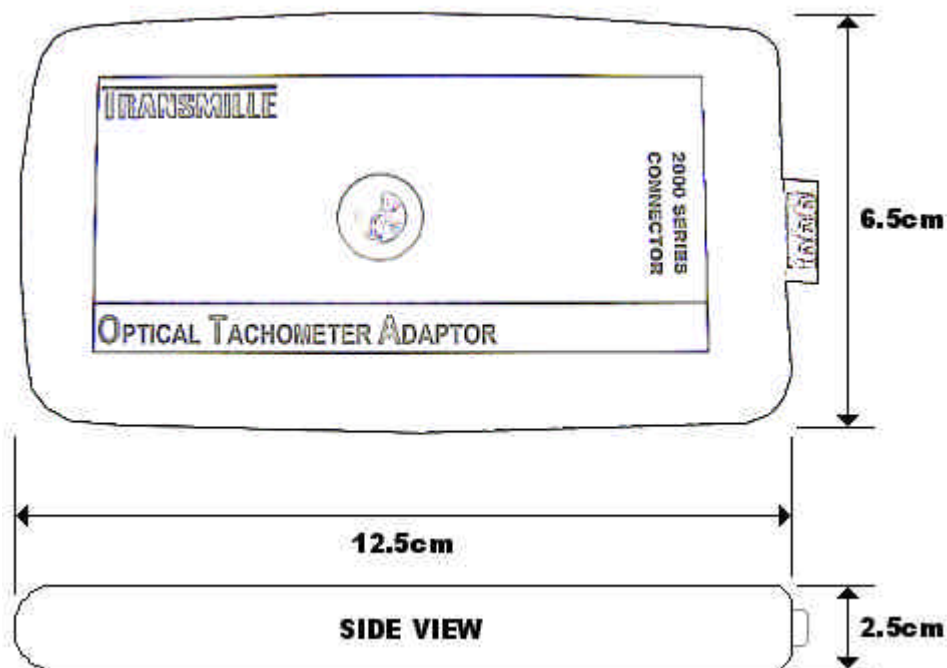 TRANSMILLE
2000 SERIES
CONNECTOR
6.5cm
OPTICAL TACHOMETER ADAPTOR
12.5cm
SIDE VIEW
2.5cm